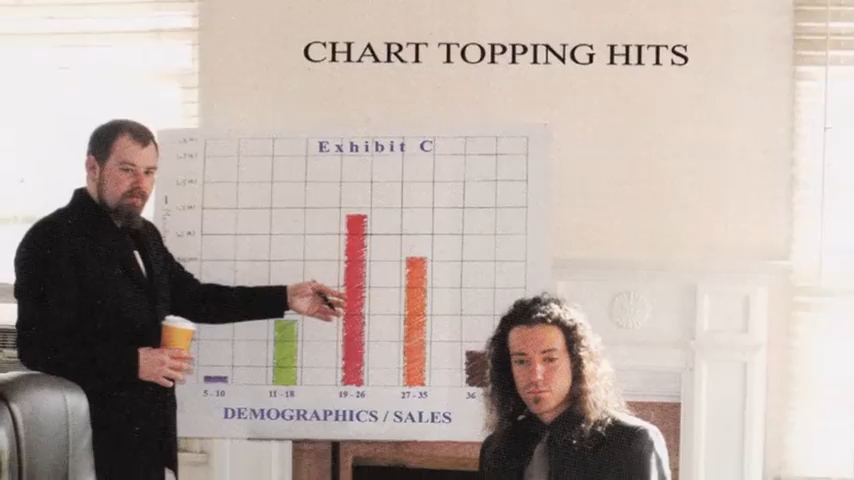 CHART TOPPING HITS
Exhibit C
5 - 10 11 - 18 19 - 26 27 - 35 36
DEMOGRAPHICS / SALES